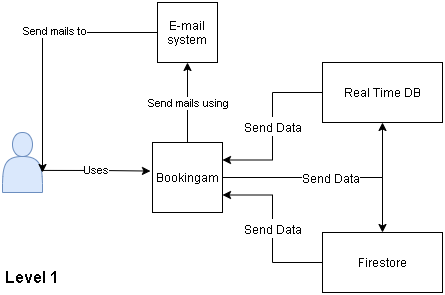 Send mails to
E-mail
system
Send mails using
Real Time DB
Send Data
Uses
Bookingam
Send Data
Send Data
Firestore
Level 1